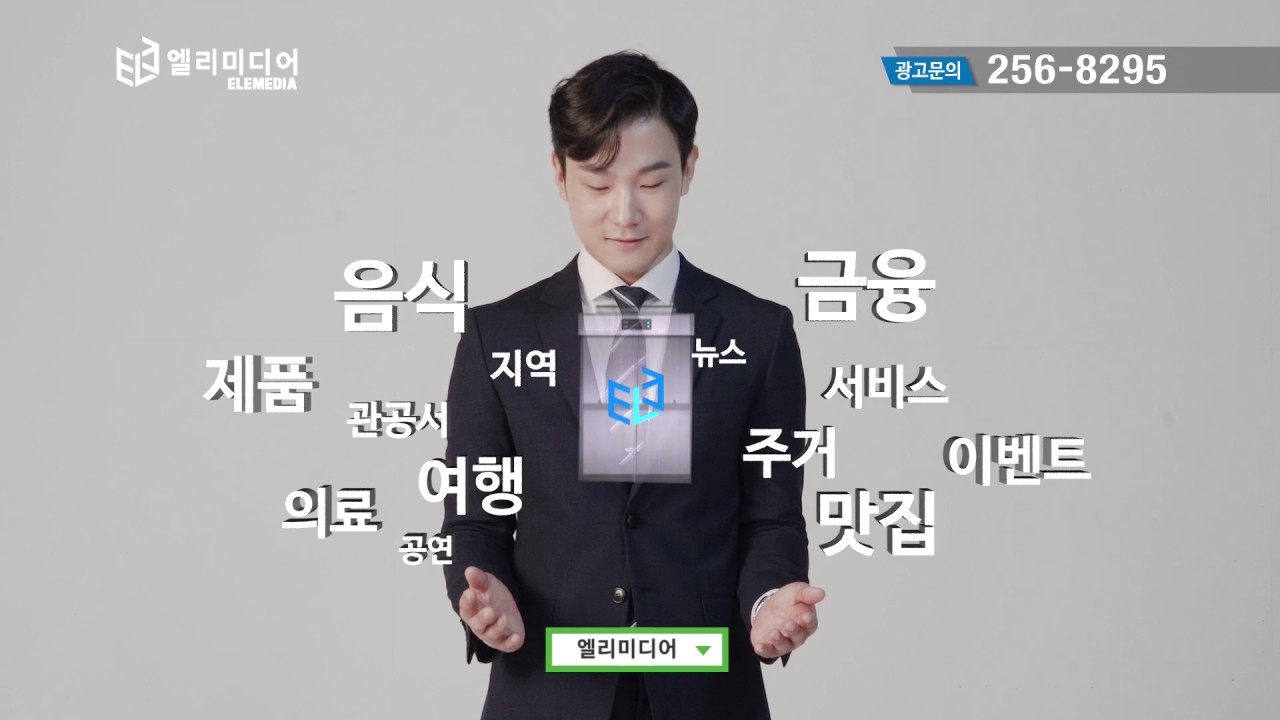 엘리미디어
ELEMEDIA
광고문의 256-8295
음식
금융
제품
지역
뉴스
서비스
관공서
여행
주거
이벤트
의료
맛집
공연
ELE
엘리미디어